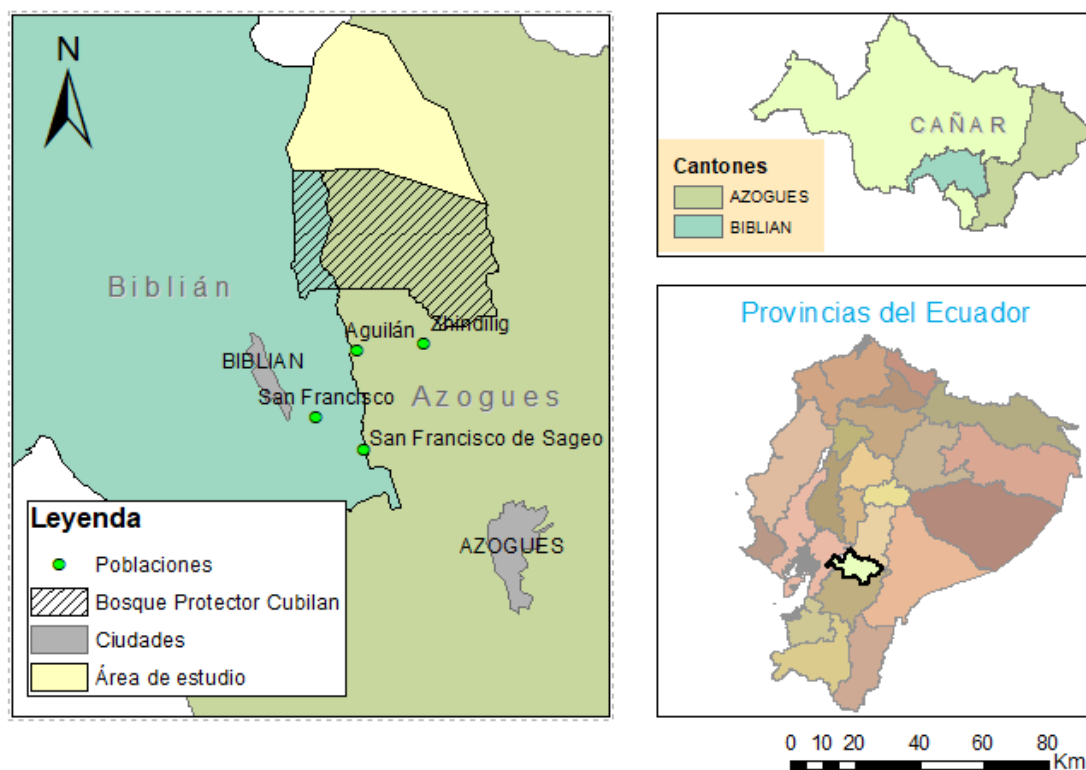 N
Biblián
Aguilán
Zhindilig
BIBLIAN
San Francisco
Azogues
San Francisco de Sageo
AZOGUES
Leyenda
Poblaciones
Bosque Protector Cubilan
Ciudades
Área de estudio
CAÑAR
Cantones
AZOGUES
BIBLIAN
Provincias del Ecuador
0 10 20 40 60 80
Km